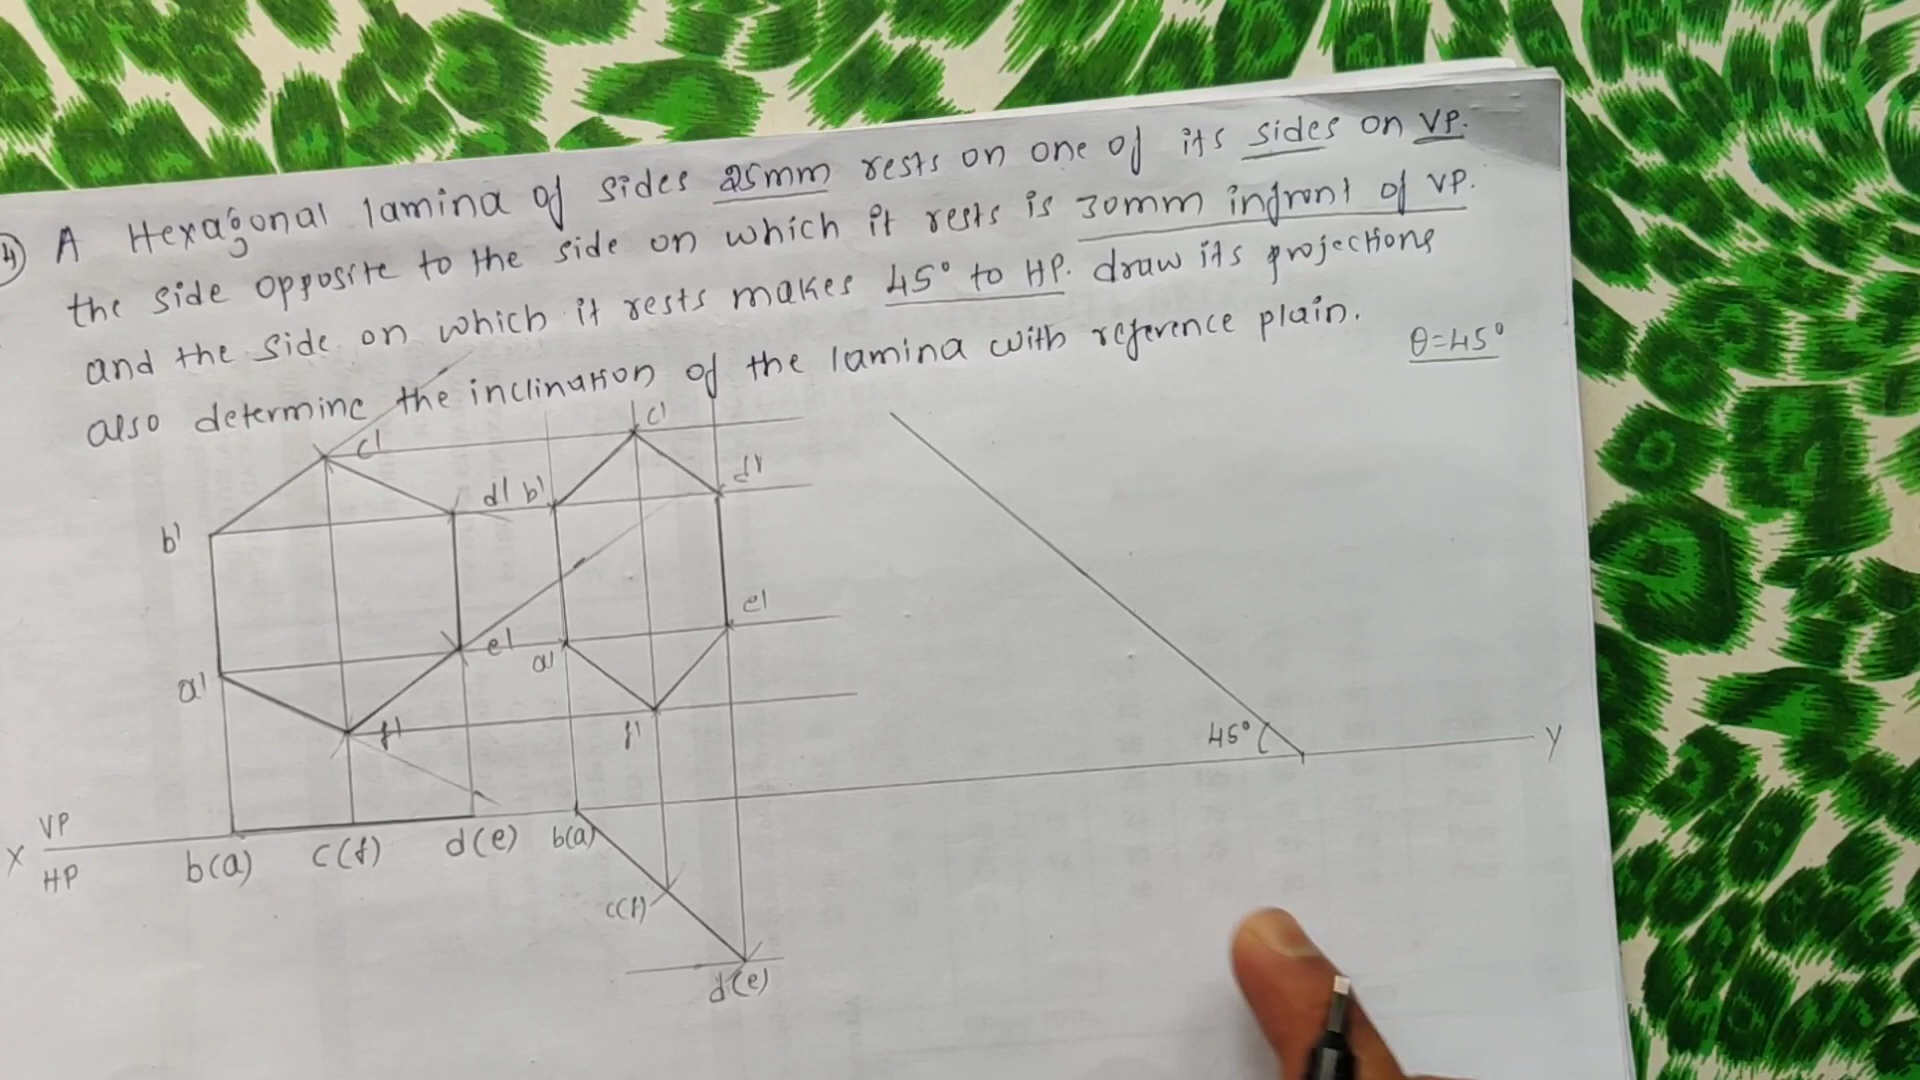 4) A Hexagonal lamina of sides 25mm rests on one of its sides on VP.
the side opposite to the side on which it rests is 30mm infront of VP.
and the side on which it rests makes 45° to HP. draw its projections
also determine the inclination of the lamina with reference plain.
θ=45°
c' c'
b' d' b' d'
a' e' a' e'
f' f'
45° Y
X VP
HP
b(a) c(f) d(e) b(a)
c(f)
d(e)